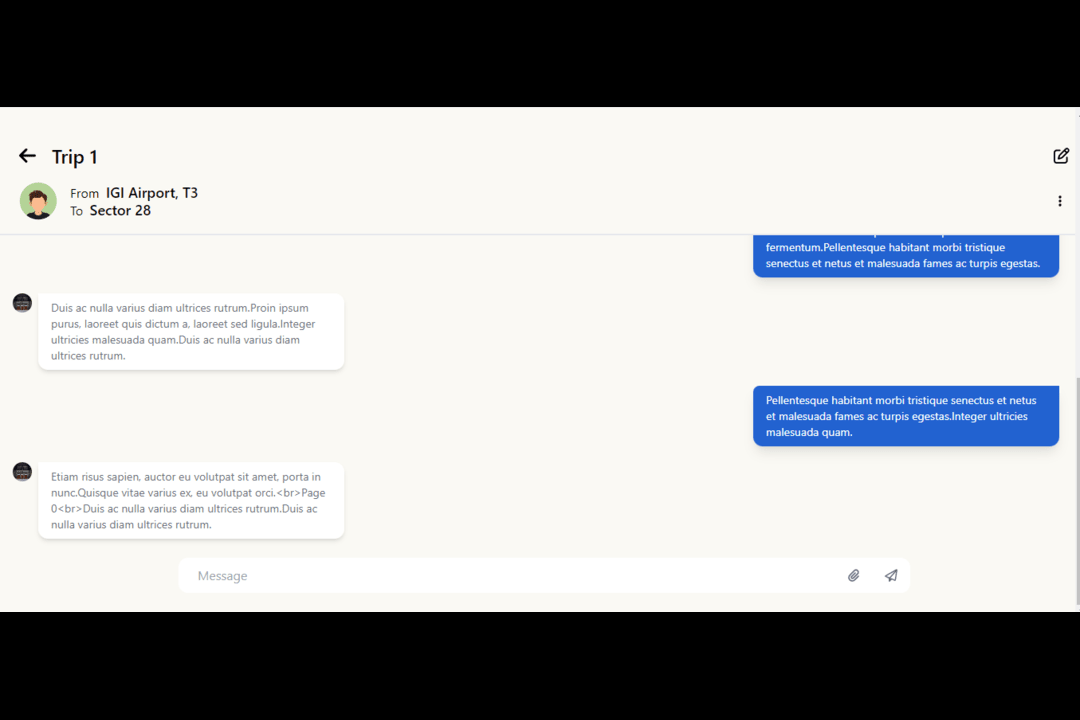 Trip 1
From IGI Airport, T3
To Sector 28
fermentum.Pellentesque habitant morbi tristique
senectus et netus et malesuada fames ac turpis egestas.
Duis ac nulla varius diam ultrices rutrum.Proin ipsum
purus, laoreet quis dictum a, laoreet sed ligula.Integer
ultricies malesuada quam.Duis ac nulla varius diam
ultrices rutrum.
Pellentesque habitant morbi tristique senectus et netus
et malesuada fames ac turpis egestas.Integer ultricies
malesuada quam.
Etiam risus sapien, auctor eu volutpat sit amet, porta in
nunc.Quisque vitae varius ex, eu volutpat orci.<br>Page
0<br>Duis ac nulla varius diam ultrices rutrum.Duis ac
nulla varius diam ultrices rutrum.
Message